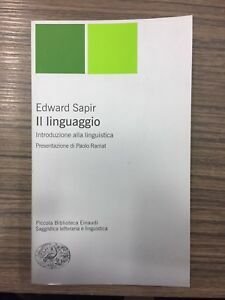 Edward Sapir
Il linguaggio
Introduzione alla linguistica
Presentazione di Paolo Ramat
Piccola Biblioteca Einaudi
Saggistica letteraria e linguistica